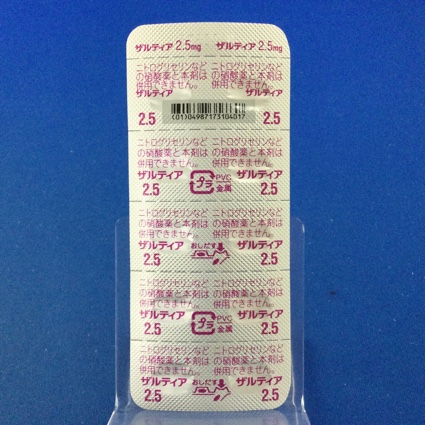 ザルティア 2.5mg ザルティア 2.5mg
ニトログリセリンなど ニトログリセリンなど
の硝酸薬と本剤は の硝酸薬と本剤は
併用できません。 併用できません。
ザルティア ザルティア
(01)04987173104017
2.5 2.5
ニトログリセリンなど ニトログリセリンなど
の硝酸薬と本剤は の硝酸薬と本剤は
併用できません。 併用できません。
ザルティア プラ PVC ザルティア
2.5 金属 2.5
ニトログリセリンなど ニトログリセリンなど
の硝酸薬と本剤は の硝酸薬と本剤は
併用できません。 併用できません。
ザルティア おしだす ザルティア
2.5 2.5
ニトログリセリンなど ニトログリセリンなど
の硝酸薬と本剤は の硝酸薬と本剤は
併用できません。 併用できません。
ザルティア プラ PVC ザルティア
2.5 金属 2.5
ニトログリセリンなど ニトログリセリンなど
の硝酸薬と本剤は の硝酸薬と本剤は
併用できません。 併用できません。
ザルティア おしだす ザルティア
2.5 2.5